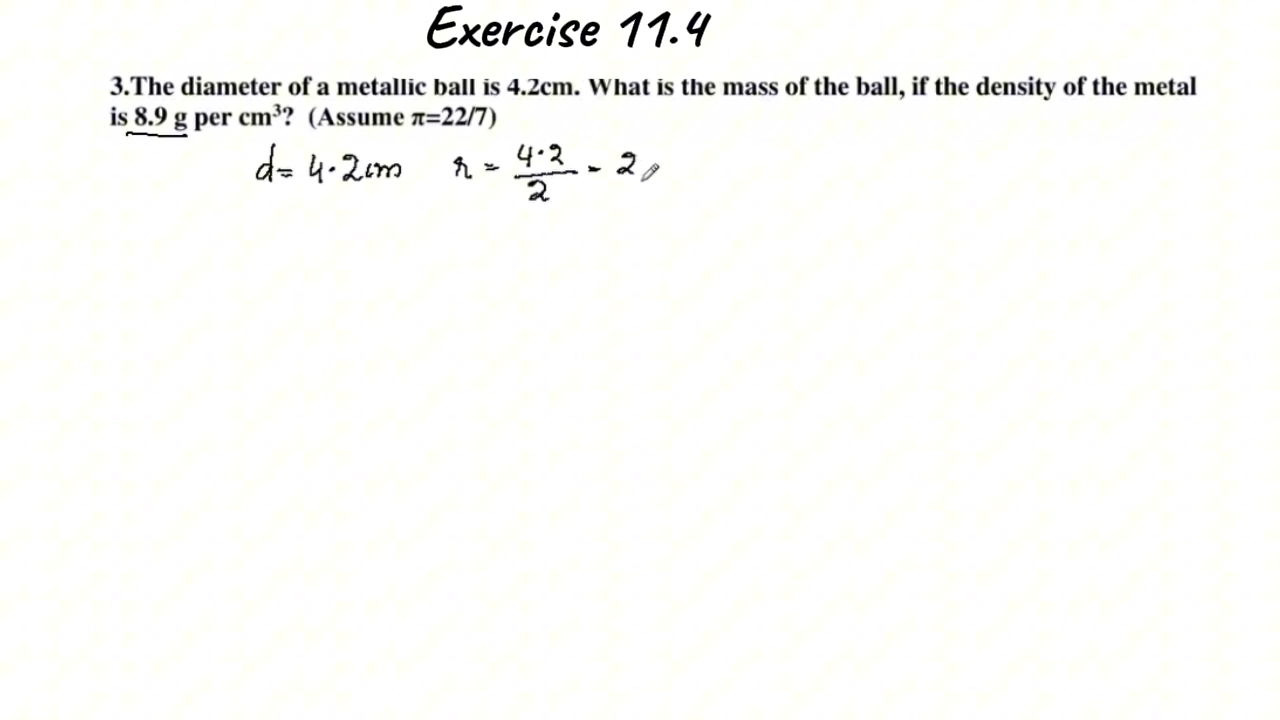 Exercise 11.4
3.The diameter of a metallic ball is 4.2cm. What is the mass of the ball, if the density of the metal
is 8.9 g per cm³? (Assume π=22/7)
d= 4.2cm r = 4.2/2 = 2.